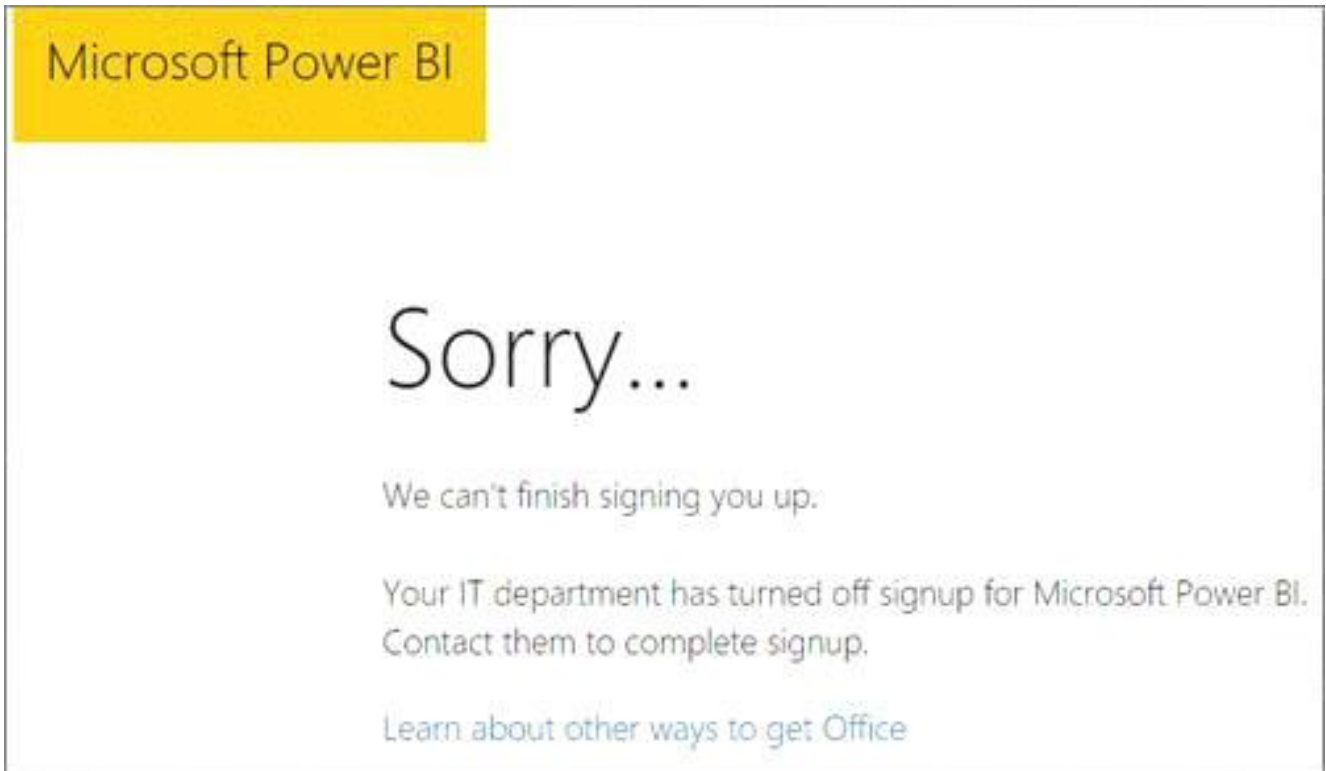 Microsoft Power BI
Sorry...
We can't finish signing you up.
Your IT department has turned off signup for Microsoft Power BI.
Contact them to complete signup.
Learn about other ways to get Office